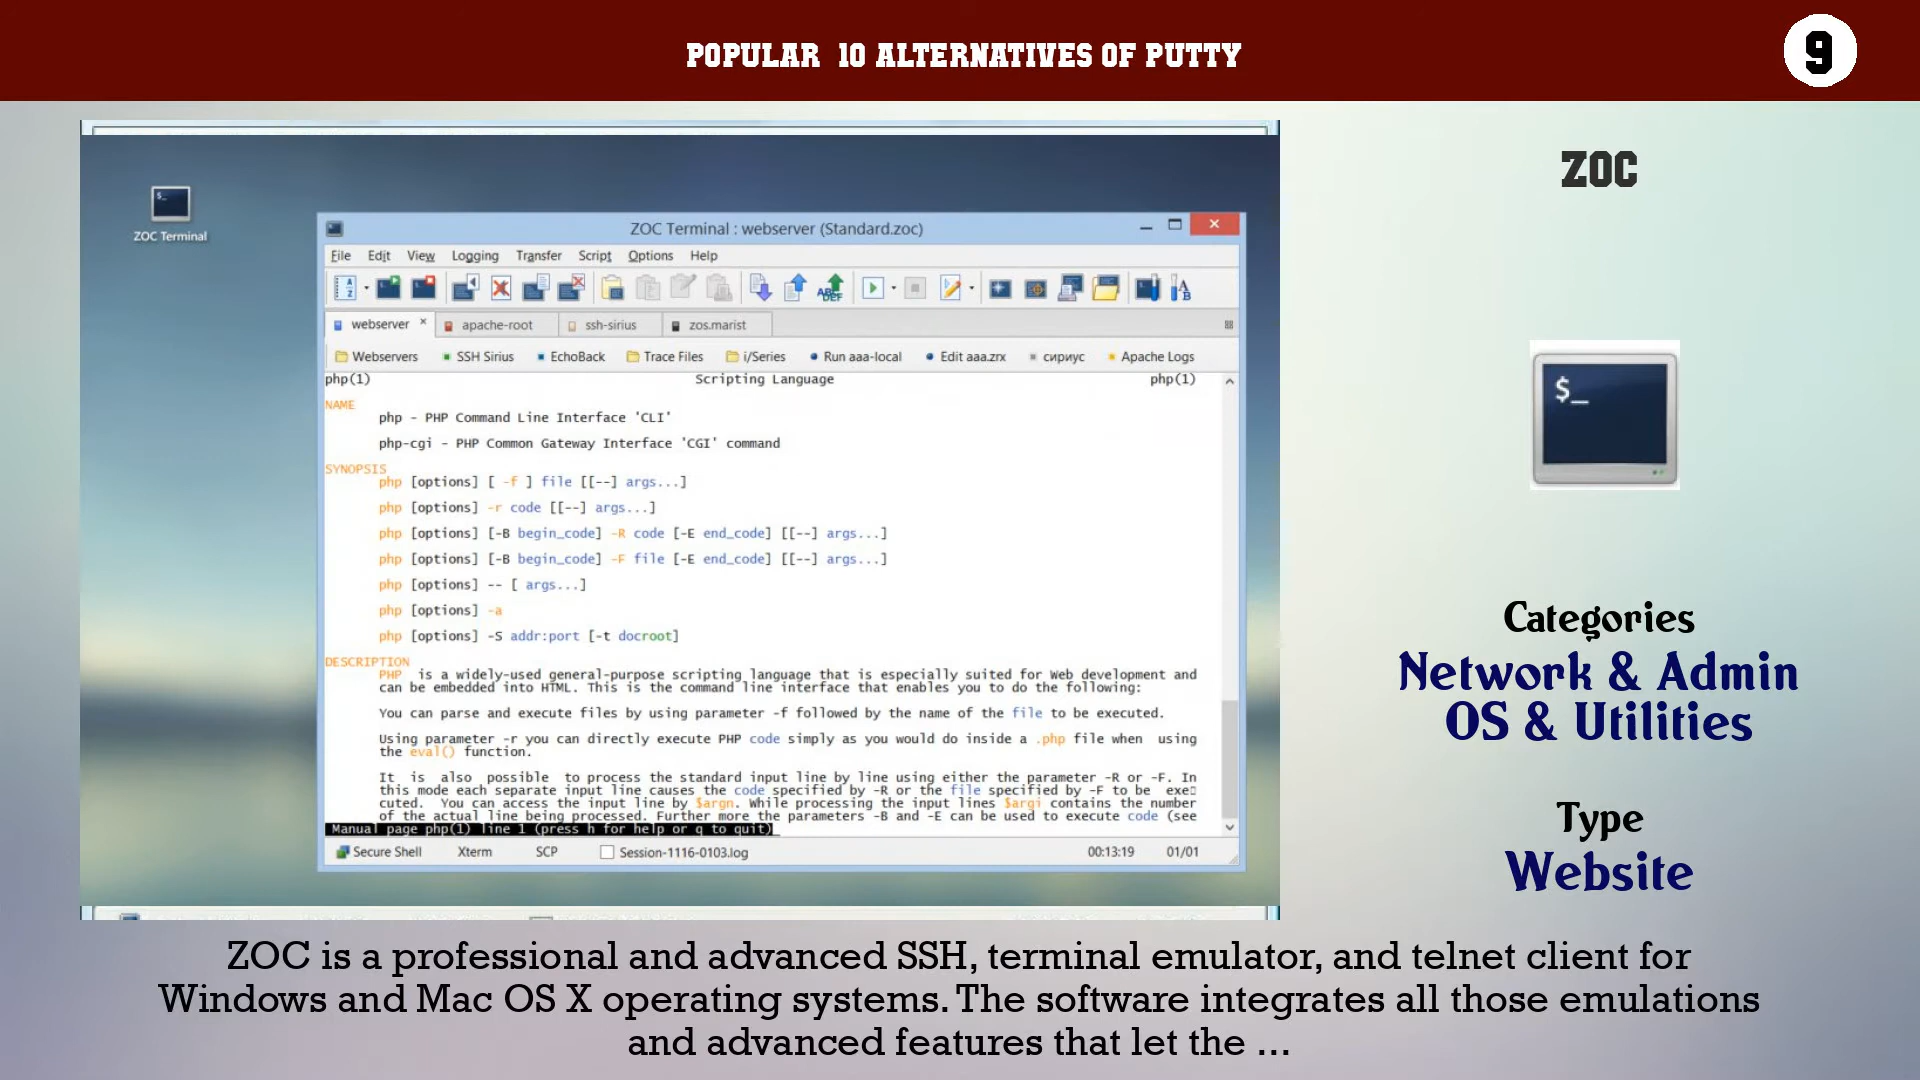 POPULAR 10 ALTERNATIVES OF PUTTY
9
ZOC
ZOC Terminal
ZOC Terminal : webserver (Standard.zoc)
File Edit View Logging Transfer Script Options Help
webserver apache-root ssh-sirius zos.marist
Webservers SSH Sirius EchoBack Trace Files i/Series Run aaa-local Edit aaa.zrx сириус Apache Logs
php(1) Scripting Language php(1)
NAME
php - PHP Command Line Interface 'CLI'
php-cgi - PHP Common Gateway Interface 'CGI' command
SYNOPSIS
php [options] [ -f ] file [[--] args...]
php [options] -r code [[--] args...]
php [options] [-B begin_code] -R code [-E end_code] [[--] args...]
php [options] [-B begin_code] -F file [-E end_code] [[--] args...]
php [options] -- [ args...]
php [options] -a
php [options] -S addr:port [-t docroot]
DESCRIPTION
PHP is a widely-used general-purpose scripting language that is especially suited for Web development and
can be embedded into HTML. This is the command line interface that enables you to do the following:
You can parse and execute files by using parameter -f followed by the name of the file to be executed.
Using parameter -r you can directly execute PHP code simply as you would do inside a .php file when using
the eval() function.
It is also possible to process the standard input line by line using either the parameter -R or -F. In
this mode each separate input line causes the code specified by -R or the file specified by -F to be exe
cuted. You can access the input line by $argn. While processing the input lines $argi contains the number
of the actual line being processed. Further more the parameters -B and -E can be used to execute code (see
Manual page php(1) line 1 (press h for help or q to quit)
Secure Shell Xterm SCP Session-1116-0103.log 00:13:19 01/01
$_
Categories
Network & Admin
OS & Utilities
Type
Website
ZOC is a professional and advanced SSH, terminal emulator, and telnet client for
Windows and Mac OS X operating systems. The software integrates all those emulations
and advanced features that let the ...